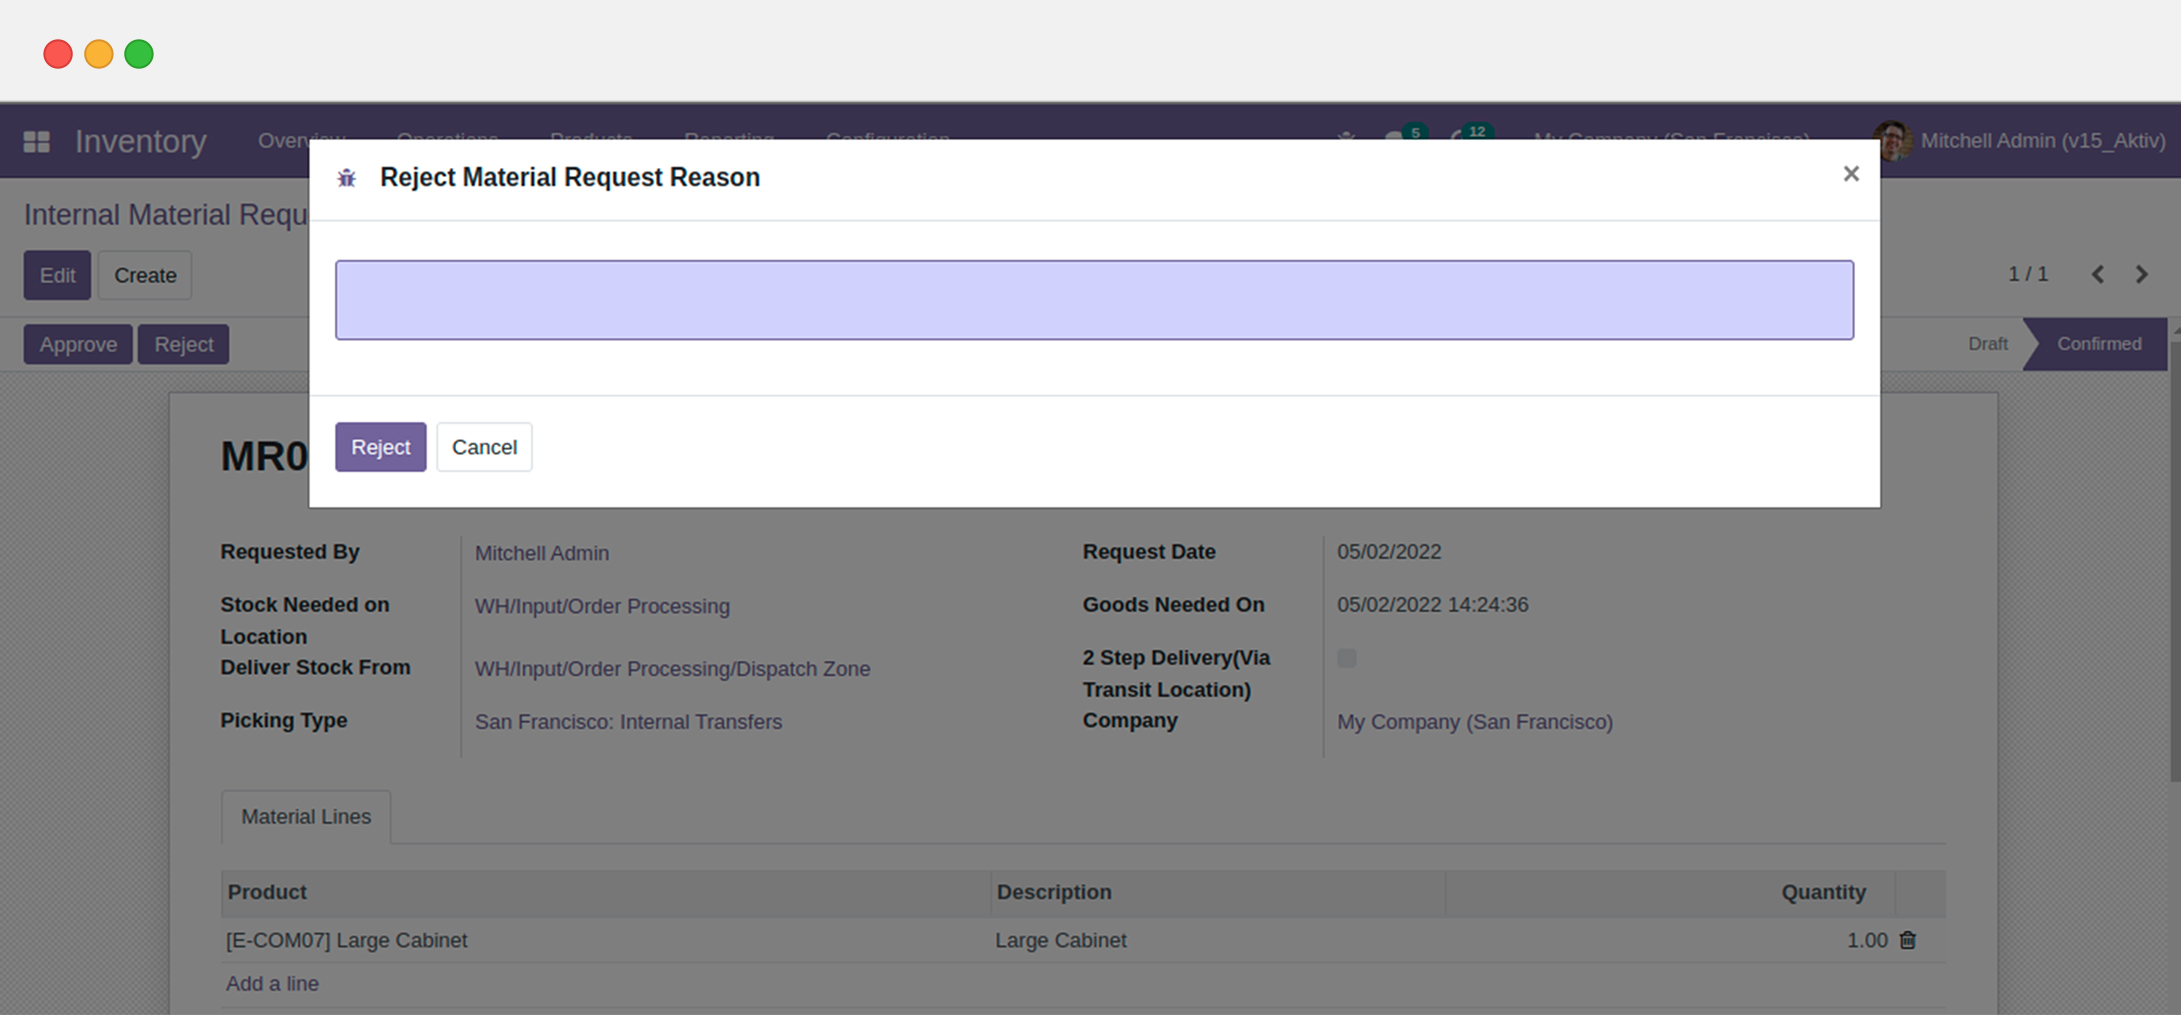 Inventory Overview Operations Products Reporting Configuration 5 12 My Company (San Francisco) Mitchell Admin (v15_Aktiv)
Reject Material Request Reason ×
Internal Material Requ
Edit Create 1 / 1
Approve Reject Draft Confirmed
Reject Cancel
MR0
Requested By Mitchell Admin Request Date 05/02/2022
Stock Needed on WH/Input/Order Processing Goods Needed On 05/02/2022 14:24:36
Location
Deliver Stock From WH/Input/Order Processing/Dispatch Zone 2 Step Delivery(Via
Transit Location)
Picking Type San Francisco: Internal Transfers Company My Company (San Francisco)
Material Lines
Product Description Quantity
[E-COM07] Large Cabinet Large Cabinet 1.00
Add a line